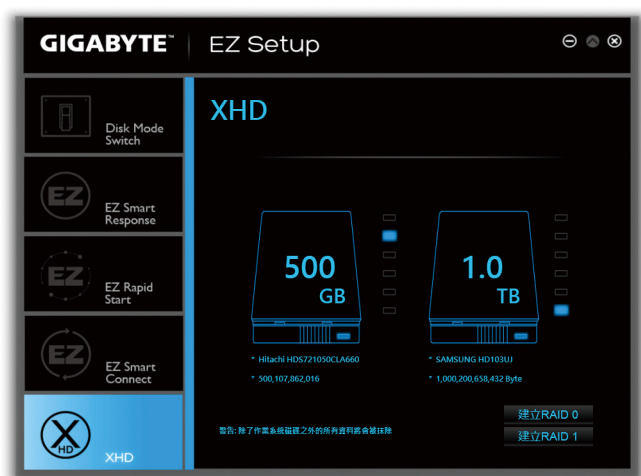 GIGABYTE™
EZ Setup
Disk Mode
Switch
EZ
EZ Smart
Response
EZ
EZ Rapid
Start
EZ
EZ Smart
Connect
X
HD
XHD
XHD
500
GB
* Hitachi HDS721050CLA660
* 500,107,862,016
1.0
TB
* SAMSUNG HD103UJ
* 1,000,200,658,432 Byte
警告: 除了作業系統磁碟之外的所有資料將會被抹除
建立RAID 0
建立RAID 1